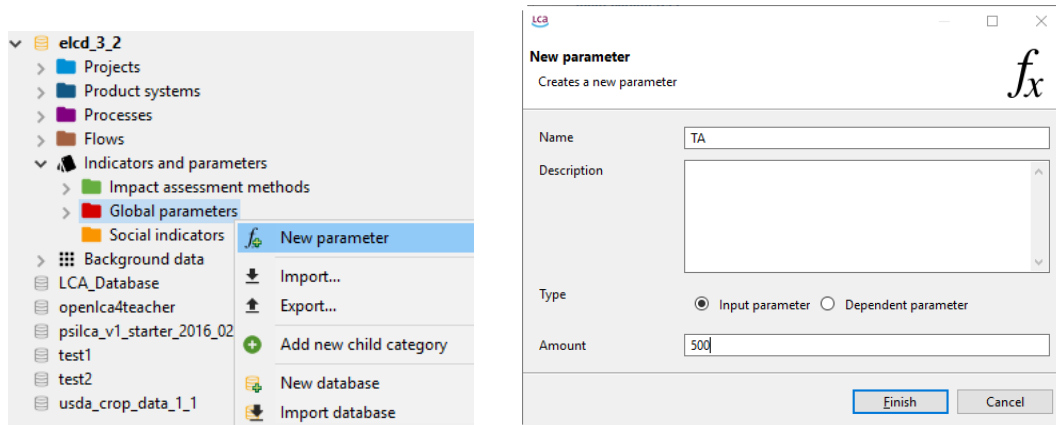 elcd_3_2
Projects
Product systems
Processes
Flows
Indicators and parameters
Impact assessment methods
Global parameters
Social indicators
Background data
LCA_Database
openlca4teacher
psilca_v1_starter_2016_02
test1
test2
usda_crop_data_1_1
New parameter
Import...
Export...
Add new child category
New database
Import database
LCA
New parameter
Creates a new parameter
fx
Name
TA
Description
Type
Input parameter
Dependent parameter
Amount
500
Finish
Cancel